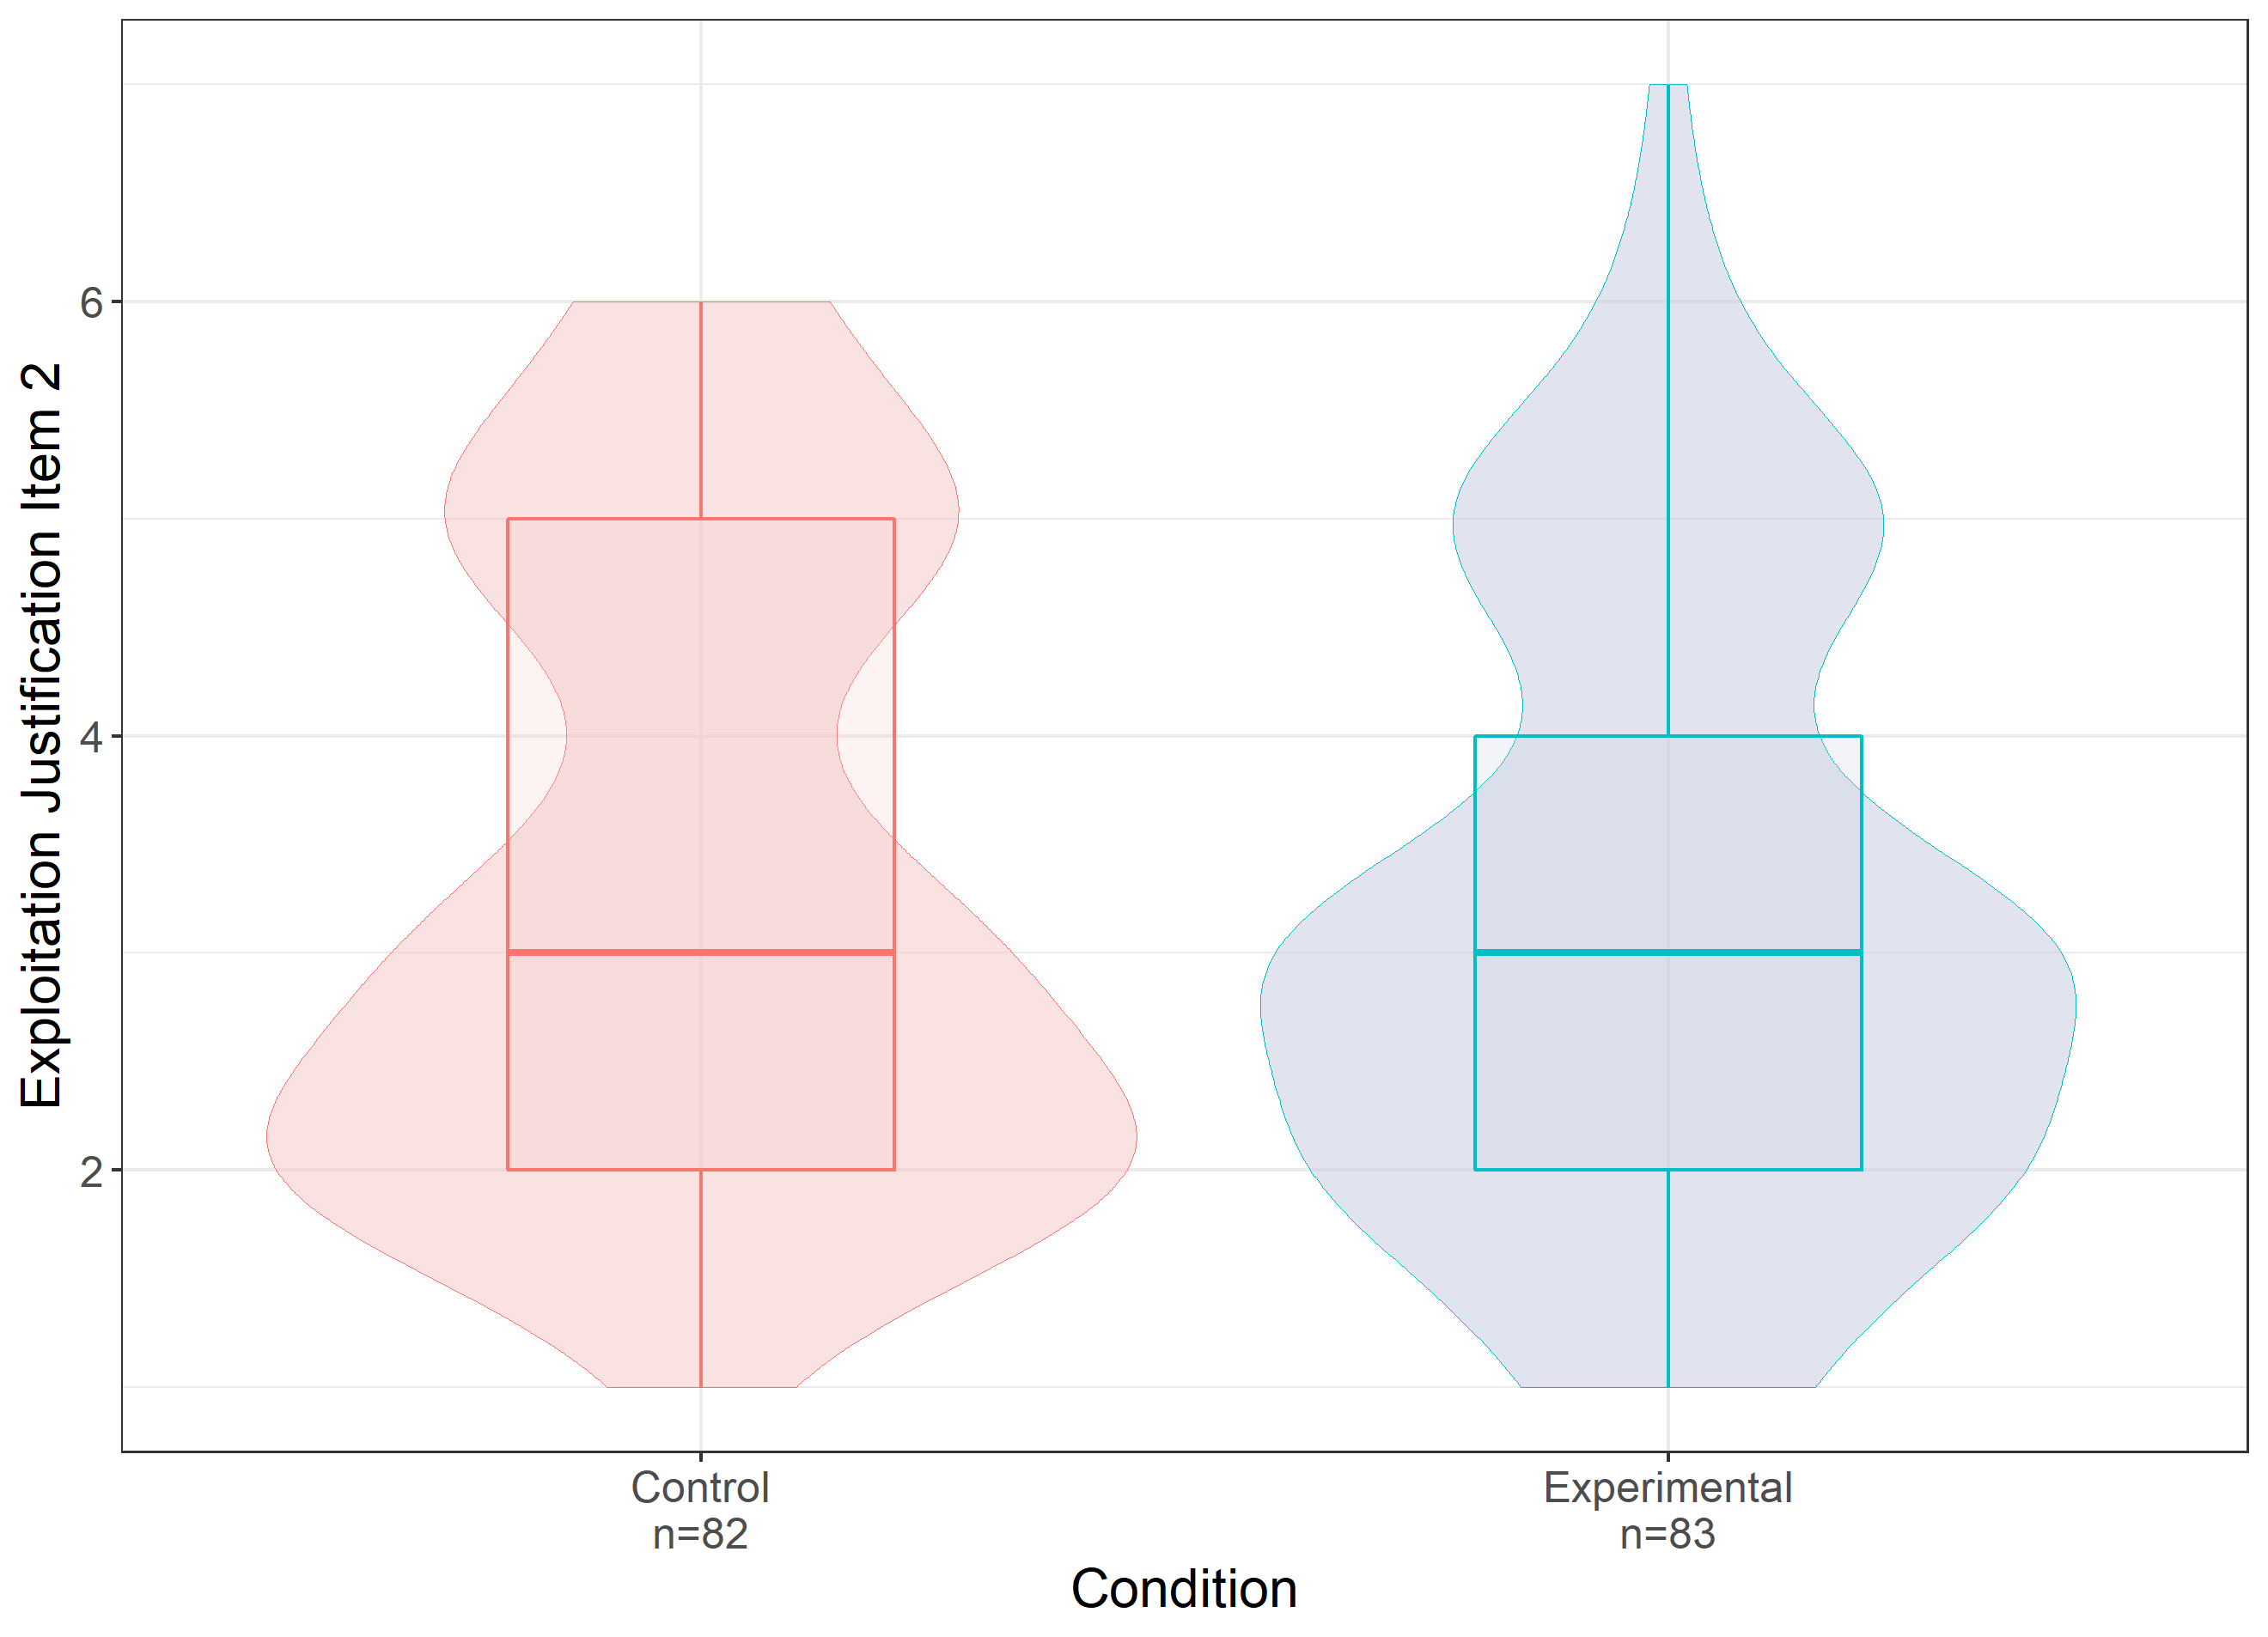 Exploitation Justification Item 2
6
4
2
Control
n=82
Experimental
n=83
Condition